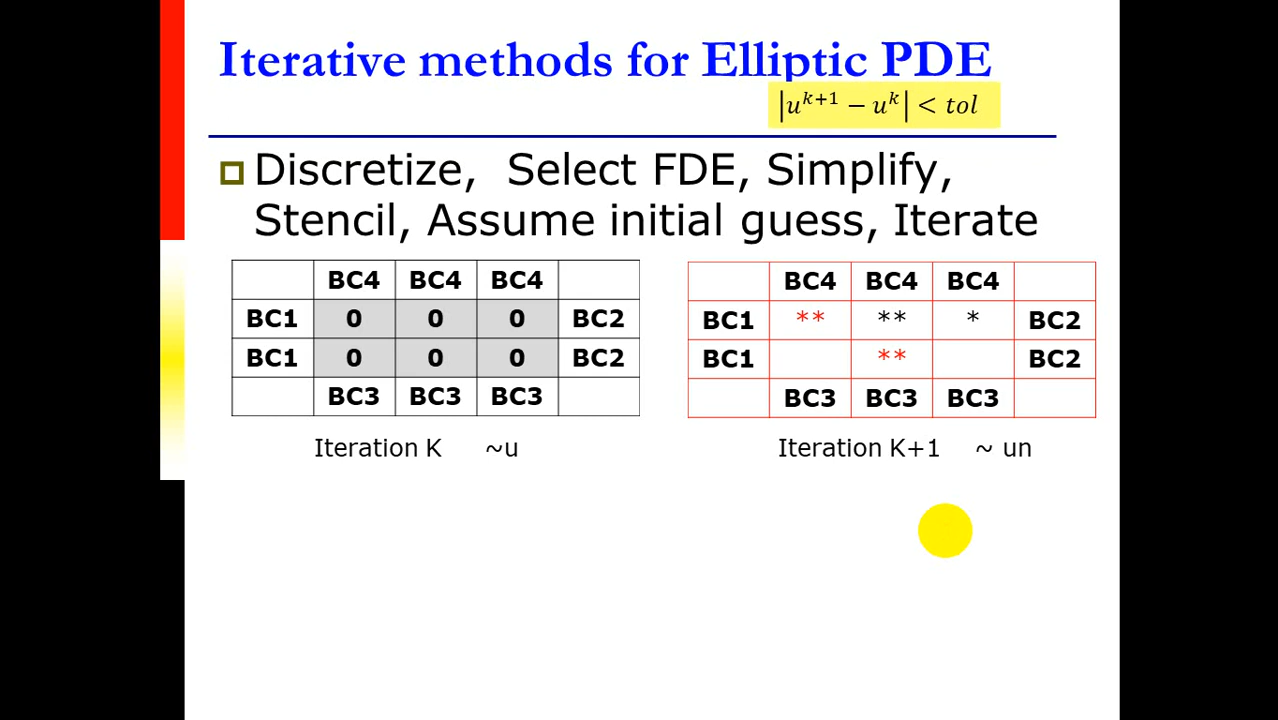 Iterative methods for Elliptic PDE
|u^{k+1} − u^k| < tol
Discretize, Select FDE, Simplify,
Stencil, Assume initial guess, Iterate
BC4 BC4 BC4
BC1 0 0 0 BC2
BC1 0 0 0 BC2
BC3 BC3 BC3
Iteration K ~u
BC4 BC4 BC4
BC1 ** ** * BC2
BC1 ** BC2
BC3 BC3 BC3
Iteration K+1 ~ un